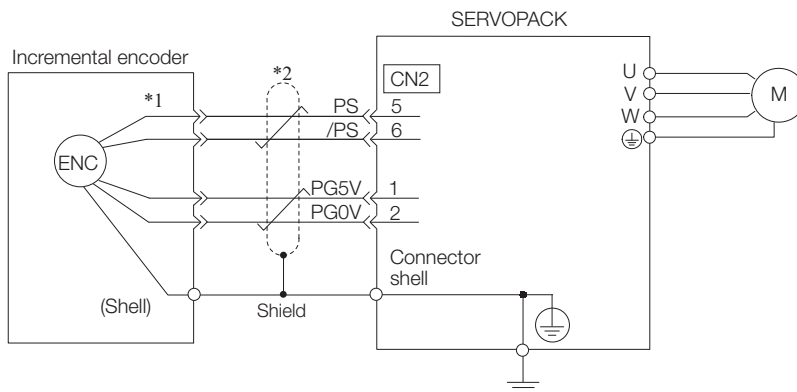 SERVOPACK
Incremental encoder
*1
*2
CN2
U
V
W
M
ENC
PS 5
/PS 6
PG5V 1
PG0V 2
Connector
shell
(Shell)
Shield